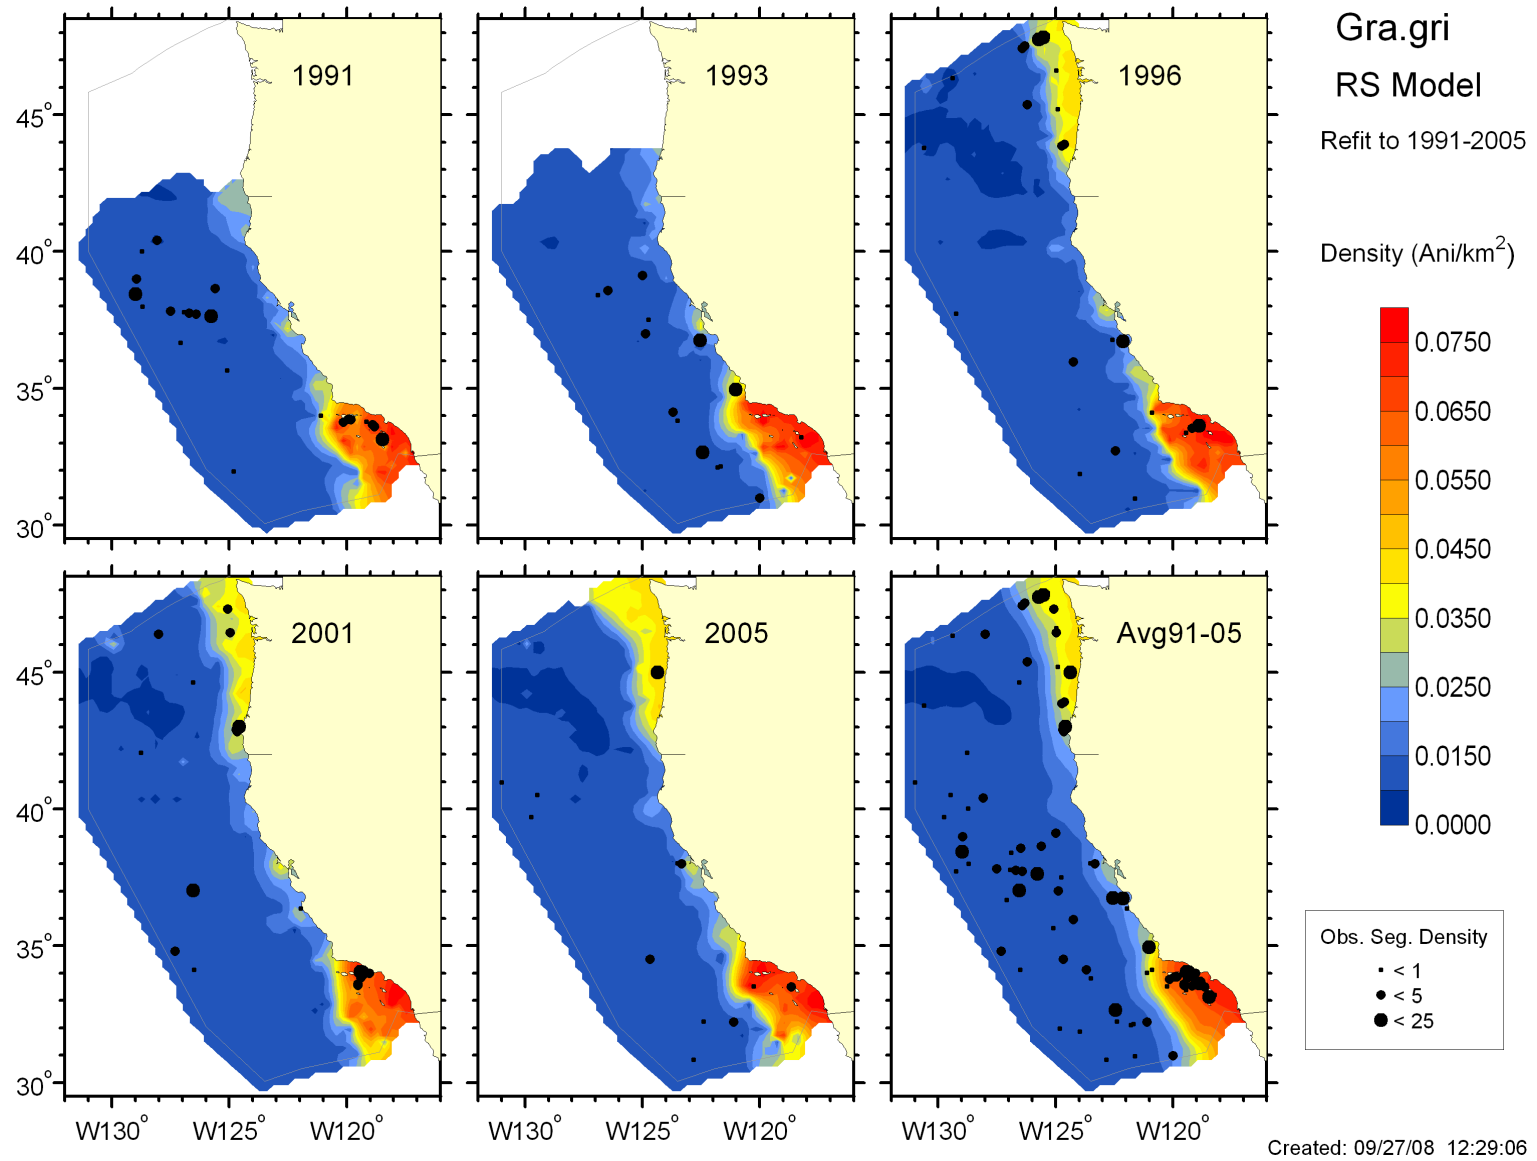 1991
1993
1996
Gra.gri
RS Model
Refit to 1991-2005
45°
40°
35°
30°
Density (Ani/km²)
0.0750
0.0650
0.0550
0.0450
0.0350
0.0250
0.0150
0.0000
2001
2005
Avg91-05
45°
40°
35°
30°
Obs. Seg. Density
< 1
< 5
< 25
W130° W125° W120°
W130° W125° W120°
W130° W125° W120°
Created: 09/27/08 12:29:06